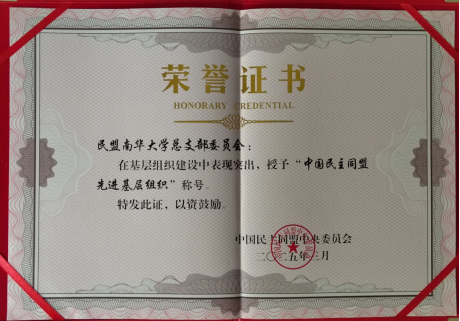 荣誉证书
HONORARY CREDENTIAL
民盟南华大学总支部委员会：
在基层组织建设中表现突出，授予“中国民主同盟
先进基层组织”称号。
特发此证，以资鼓励。
中国民主同盟中央委员会
二〇二五年三月